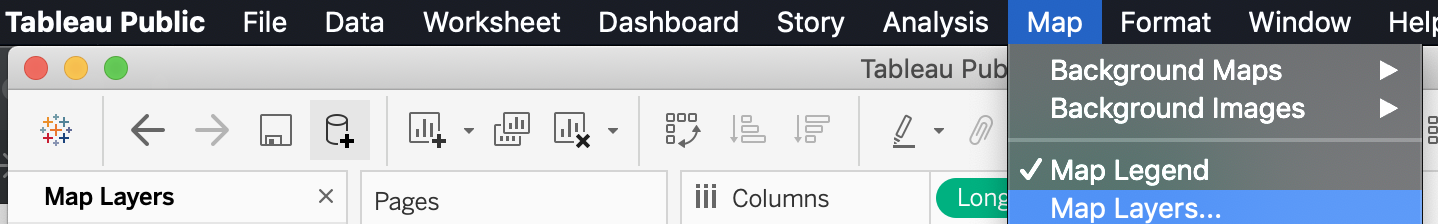 Tableau Public File Data Worksheet Dashboard Story Analysis Map Format Window
Tableau
Background Maps
Background Images
Map Legend
Map Layers...
Map Layers
Pages
Columns